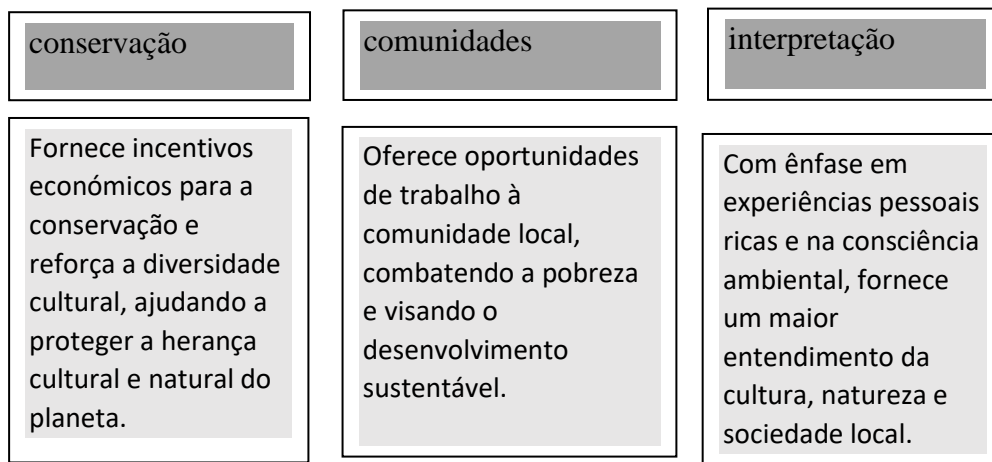 conservação
Fornece incentivos
económicos para a
conservação e
reforça a diversidade
cultural, ajudando a
proteger a herança
cultural e natural do
planeta.
comunidades
Oferece oportunidades
de trabalho à
comunidade local,
combatendo a pobreza
e visando o
desenvolvimento
sustentável.
interpretação
Com ênfase em
experiências pessoais
ricas e na consciência
ambiental, fornece
um maior
entendimento da
cultura, natureza e
sociedade local.